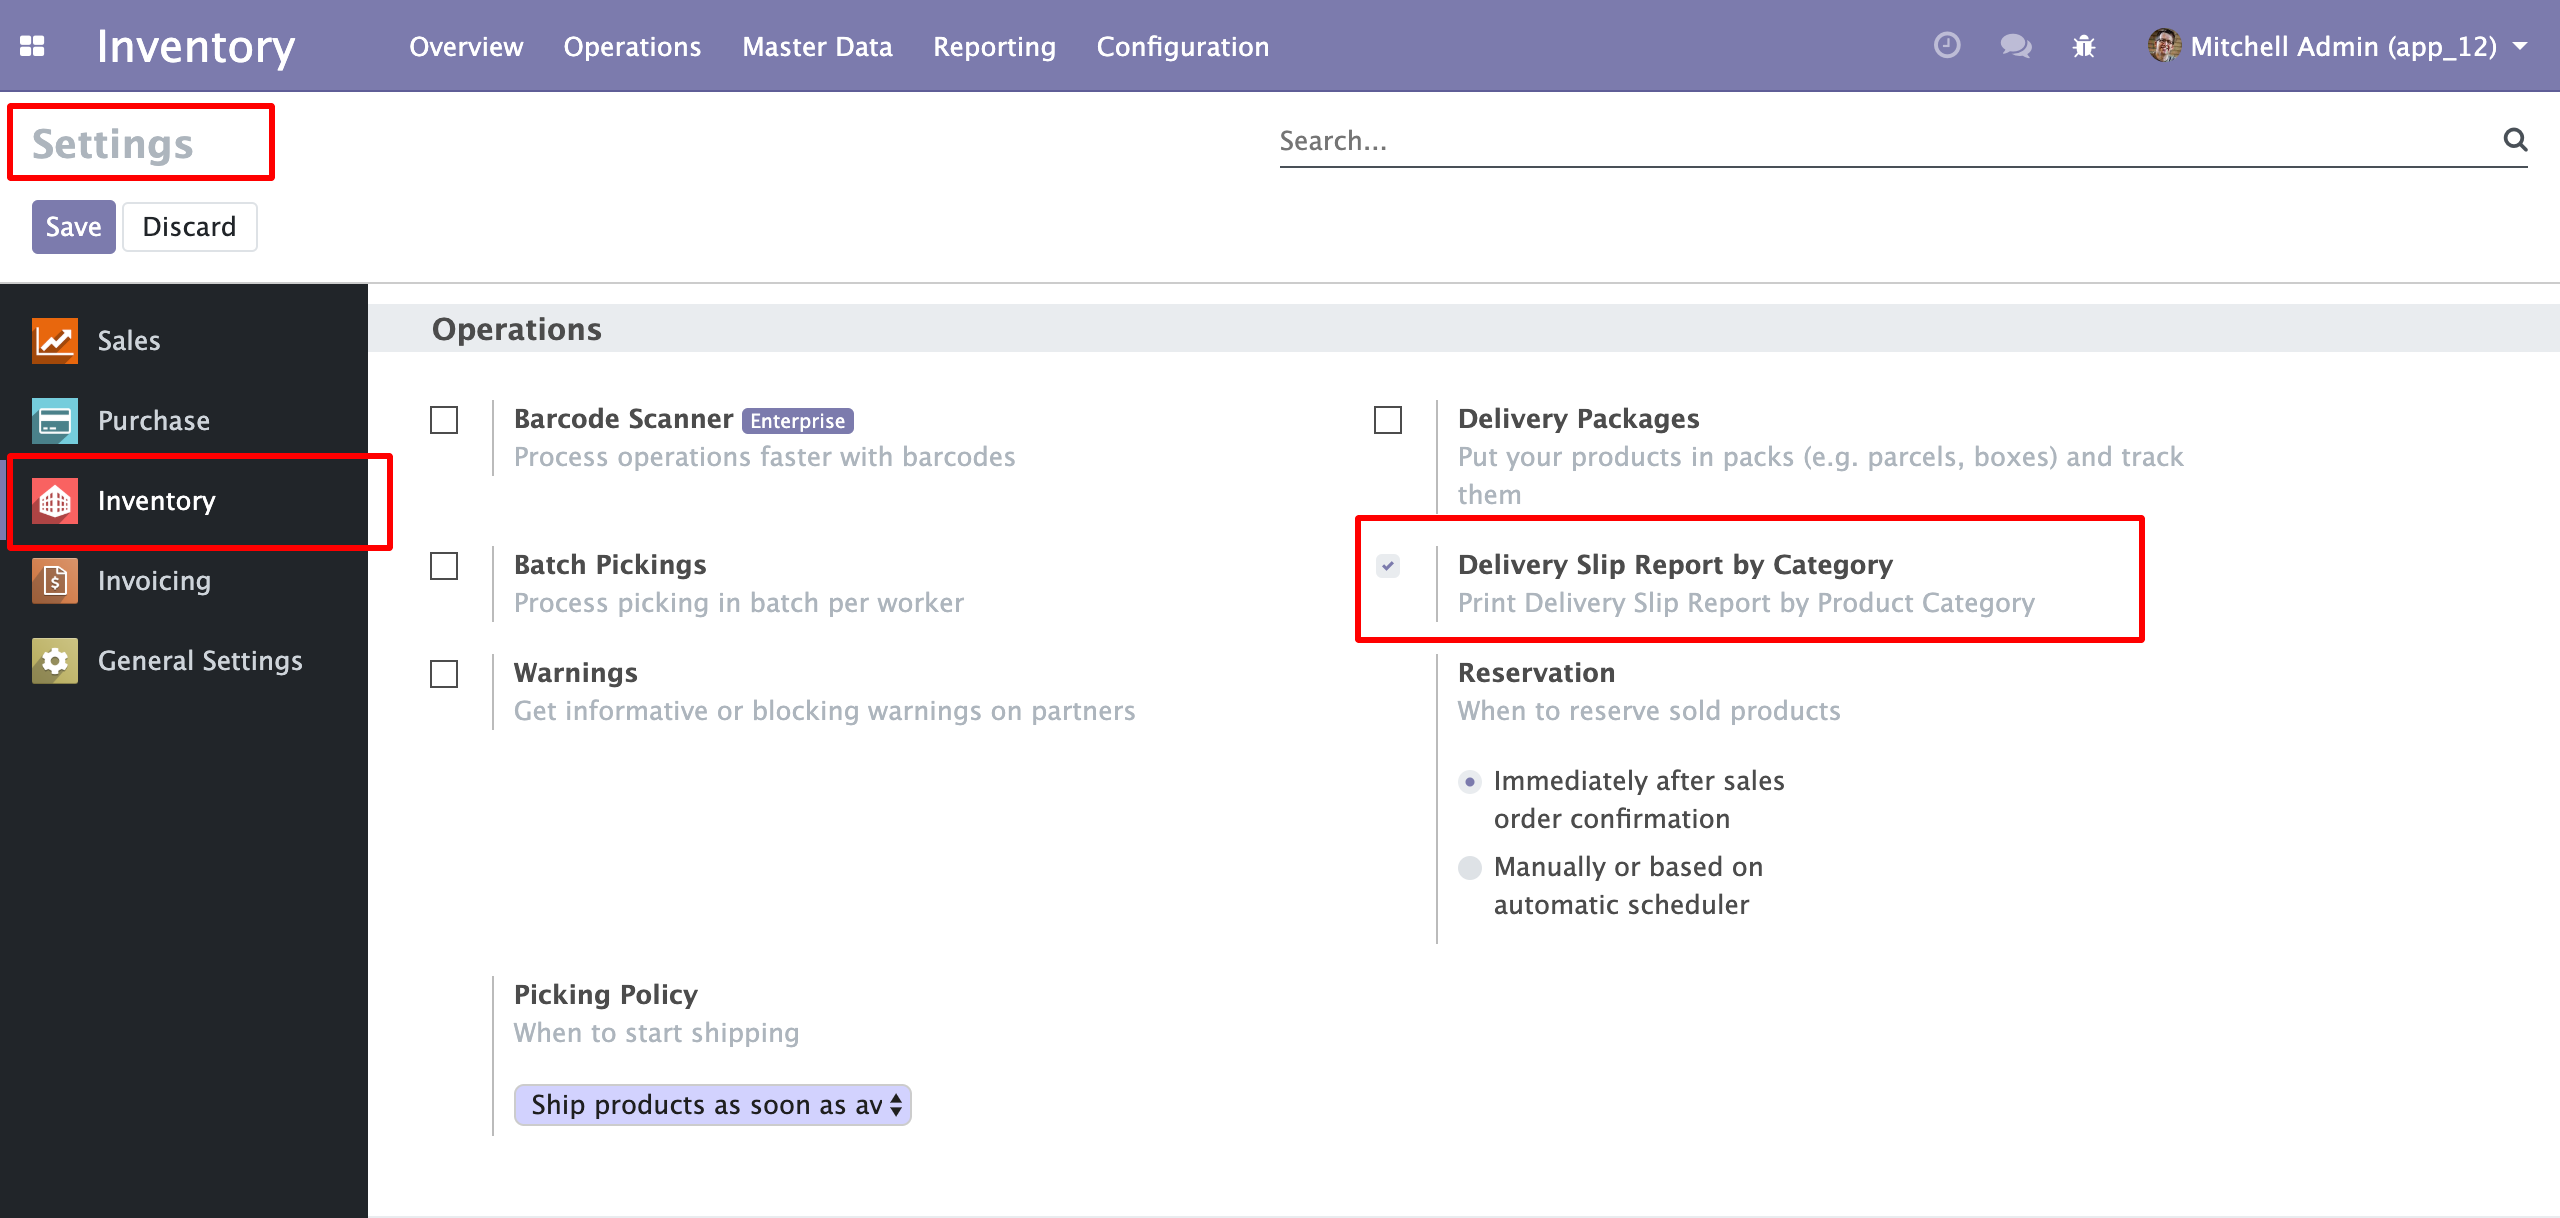 Inventory
Overview Operations Master Data Reporting Configuration
Mitchell Admin (app_12)
Settings
Search...
Save Discard
Sales
Purchase
Inventory
Invoicing
General Settings
Operations
Barcode Scanner Enterprise
Process operations faster with barcodes
Delivery Packages
Put your products in packs (e.g. parcels, boxes) and track
them
Batch Pickings
Process picking in batch per worker
Delivery Slip Report by Category
Print Delivery Slip Report by Product Category
Warnings
Get informative or blocking warnings on partners
Reservation
When to reserve sold products
Immediately after sales
order confirmation
Manually or based on
automatic scheduler
Picking Policy
When to start shipping
Ship products as soon as av